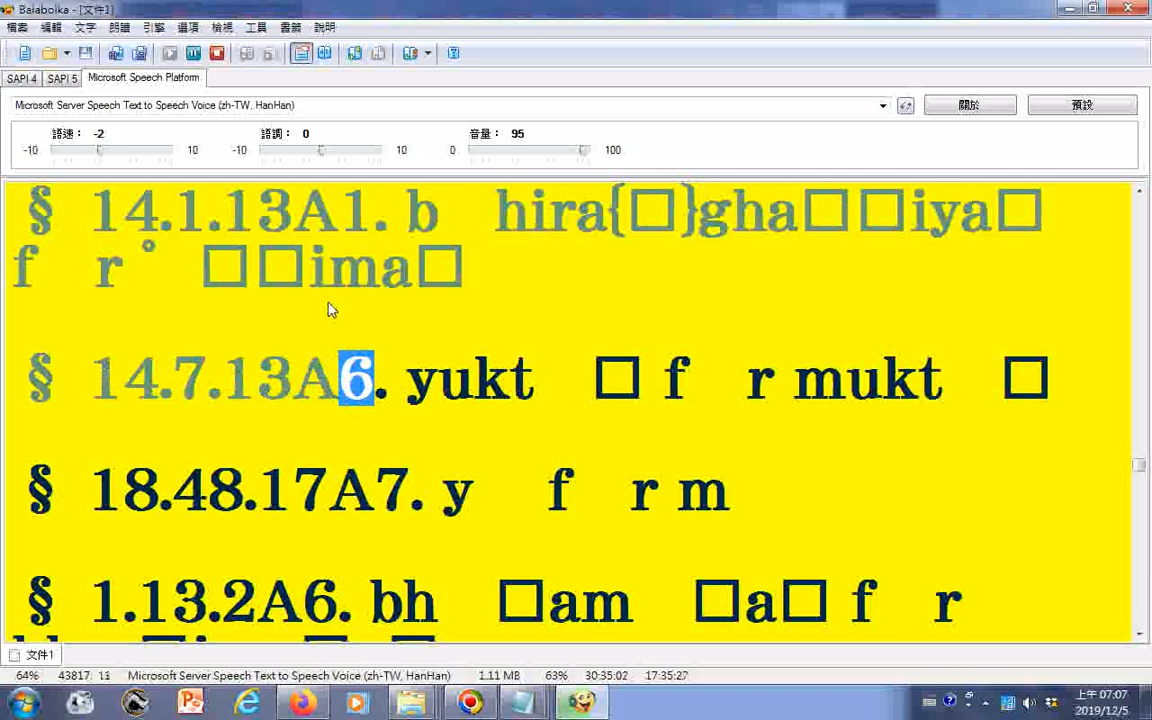 Balabolka - [文件1]
檔案 編輯 文字 朗讀 引擎 選項 檢視 工具 書籤 說明
SAPI 4 SAPI 5 Microsoft Speech Platform
Microsoft Server Speech Text to Speech Voice (zh-TW, HanHan) 關於 預設
語速： -2 語調： 0 音量： 95
-10 10 -10 10 0 100
§ 14.1.13A1. b hira{□}gha□□iya□
f r ° □□ima□
§ 14.7.13A6. yukt □ f r mukt □
§ 18.48.17A7. y f r m
§ 1.13.2A6. bh □am □a□ f r
文件1
64% 43817: 11 Microsoft Server Speech Text to Speech Voice (zh-TW, HanHan) 1.11 MB 63% 30:35:02 17:35:27
上午 07:07
2019/12/5